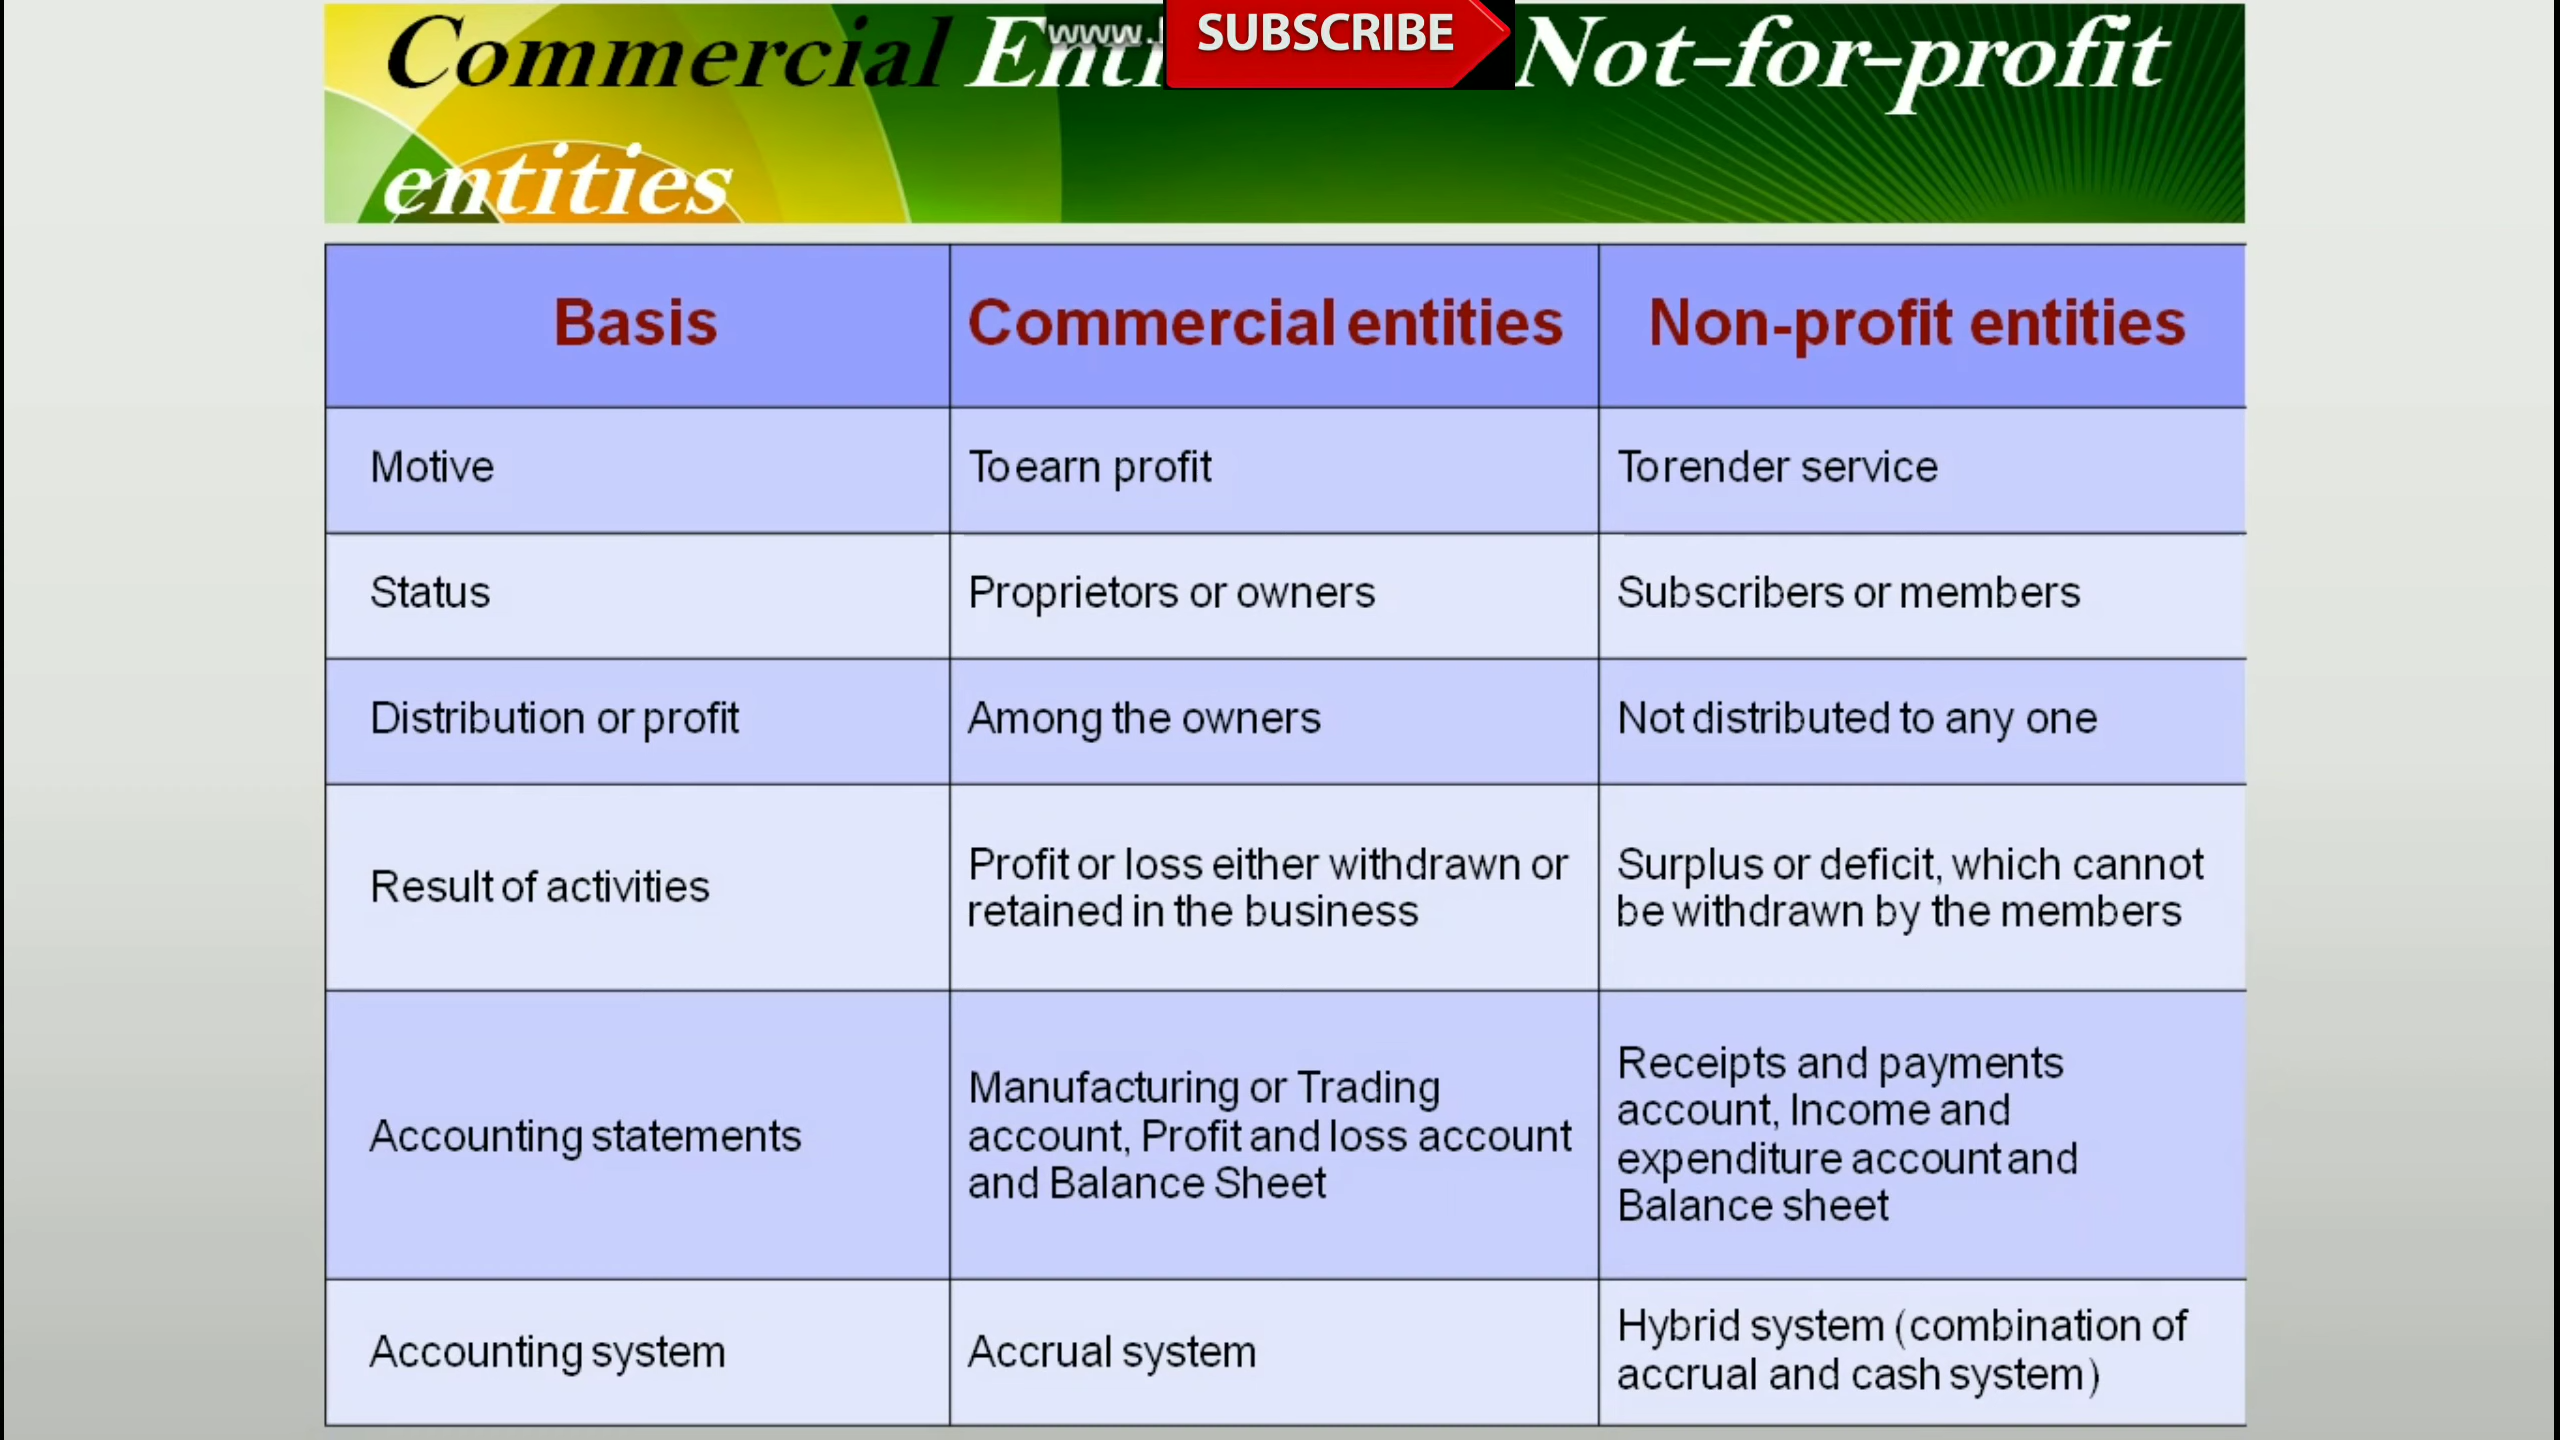 Commercial Not-for-profit
www.
SUBSCRIBE
entities
Basis
Commercial entities
Non-profit entities
Motive
To earn profit
To render service
Status
Proprietors or owners
Subscribers or members
Distribution or profit
Among the owners
Not distributed to any one
Result of activities
Profit or loss either withdrawn or
retained in the business
Surplus or deficit, which cannot
be withdrawn by the members
Accounting statements
Manufacturing or Trading
account, Profit and loss account
and Balance Sheet
Receipts and payments
account, Income and
expenditure account and
Balance sheet
Accounting system
Accrual system
Hybrid system (combination of
accrual and cash system)